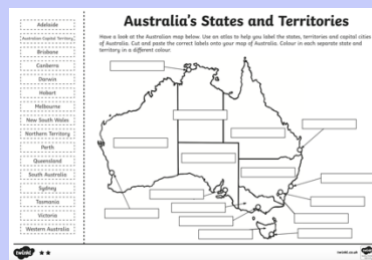 Australia's States and Territories
Have a look at the Australian map below. Use an atlas to help you label the states, territories and capital cities
of Australia. Cut and paste the correct labels onto your map of Australia. Colour in each separate state and
territory in a different colour.
Adelaide
Australian Capital Territory
Brisbane
Canberra
Darwin
Hobart
Melbourne
New South Wales
Northern Territory
Perth
Queensland
South Australia
Sydney
Tasmania
Victoria
Western Australia
twinkl